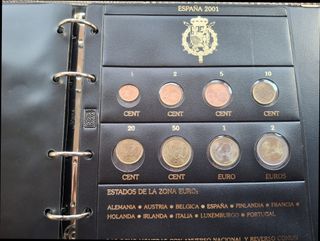 ESPAÑA 2001
1 2 5 10
CENT CENT CENT CENT
20 50 1 2
CENT CENT EURO EUROS
ESTADOS DE LA ZONA EURO:
ALEMANIA ★ AUSTRIA ★ BELGICA ★ ESPAÑA ★ FINLANDIA ★ FRANCIA ★
HOLANDA ★ IRLANDA ★ ITALIA ★ LUXEMBURGO ★ PORTUGAL